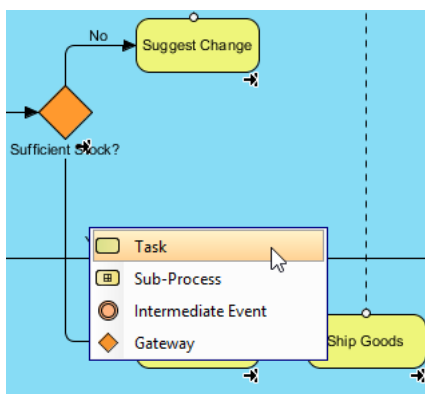 No
Suggest Change
Sufficient Stock?
Task
Sub-Process
Intermediate Event
Gateway
Ship Goods